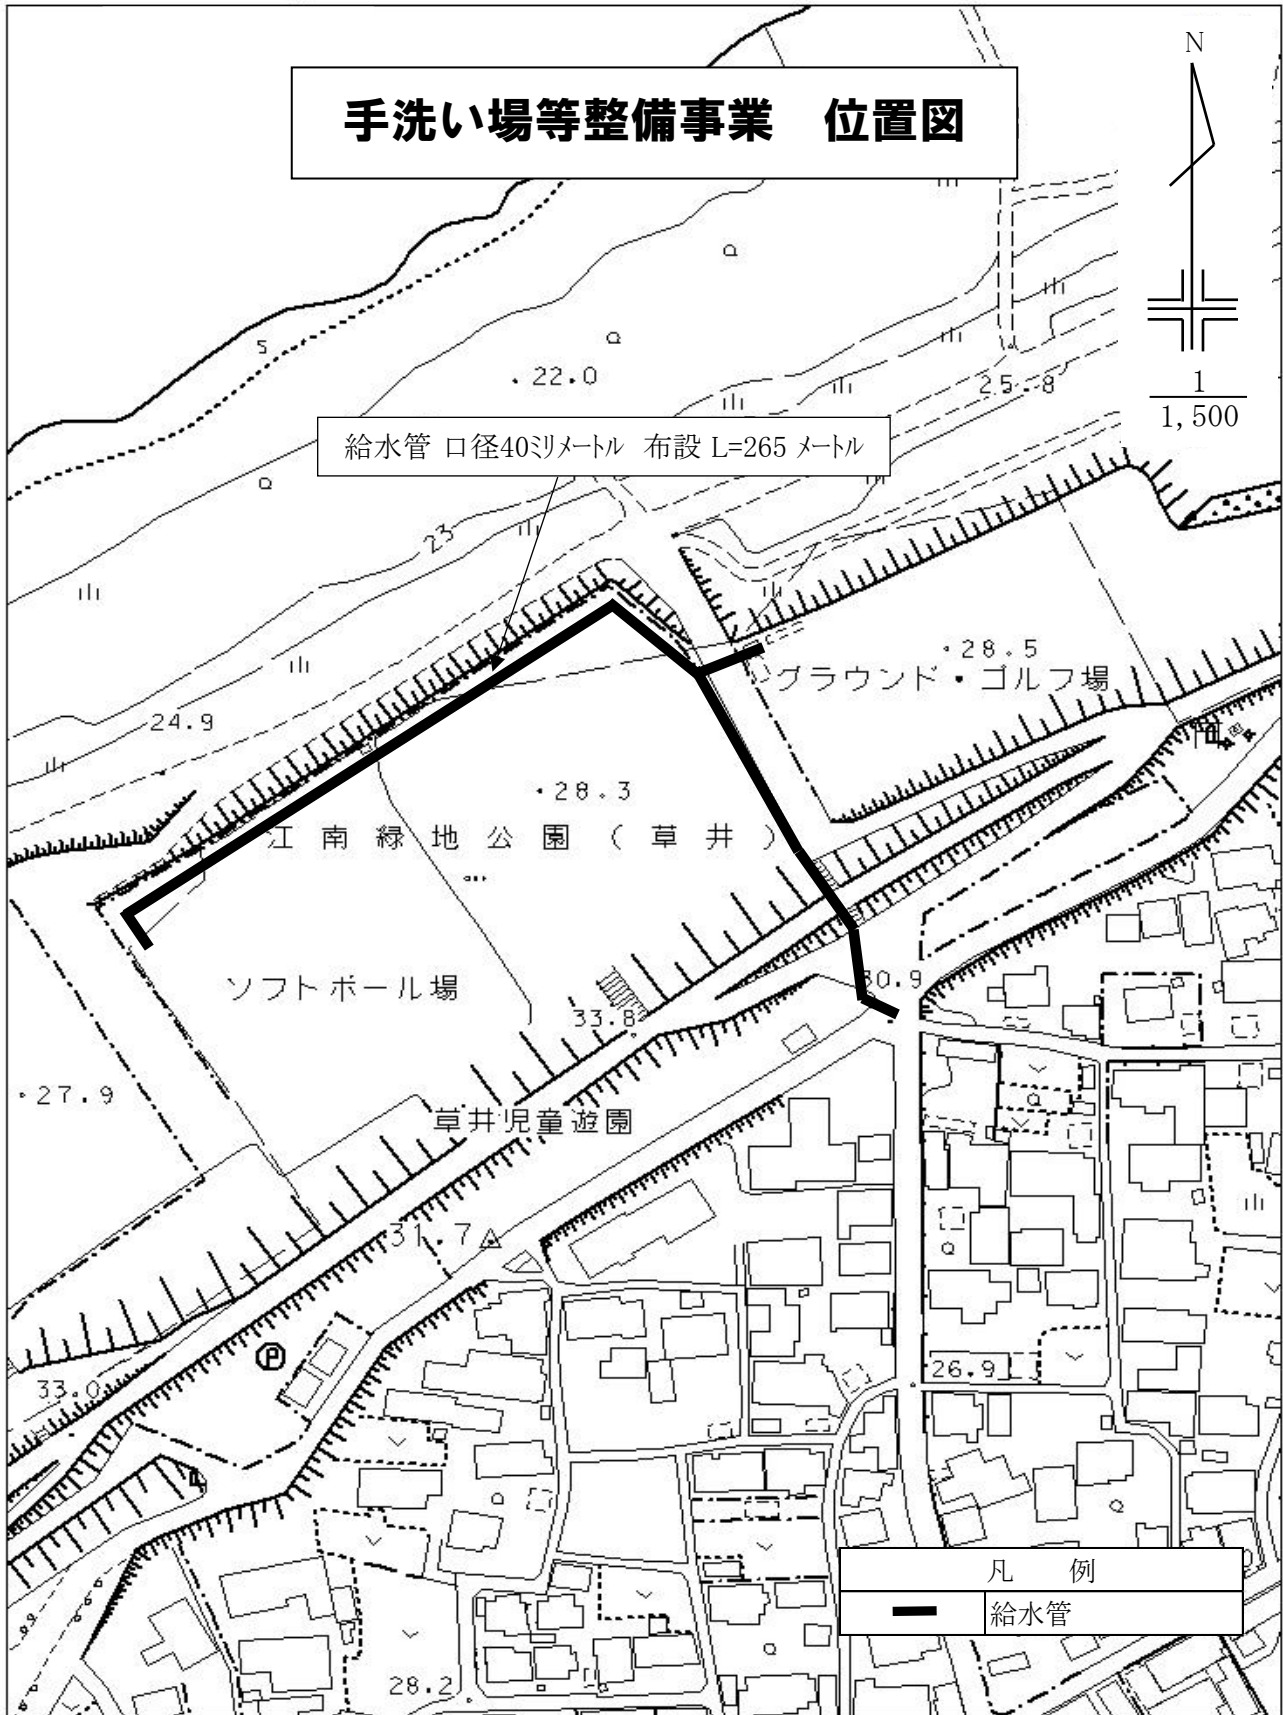 N
手洗い場等整備事業　位置図
5
22.0
25.8
1
1,500
給水管 口径40ミリメートル 布設 L=265 メートル
23
28.5
グラウンド・ゴルフ場
24.9
28.3
江南緑地公園（草井）
ソフトボール場
30.9
33.8
27.9
草井児童遊園
31.7
P
33.0
26.9
凡　例
給水管
28.2